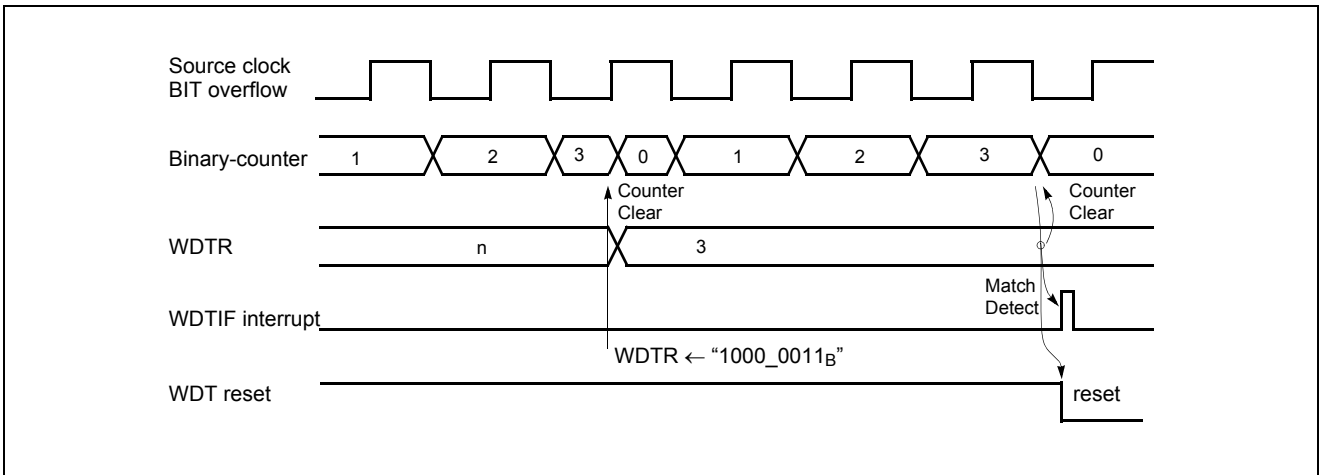 Source clock
BIT overflow
Binary-counter 1 2 3 0 1 2 3 0
Counter
Clear
Counter
Clear
WDTR n 3
Match
Detect
WDTIF interrupt
WDTR ← “1000_0011B”
WDT reset reset